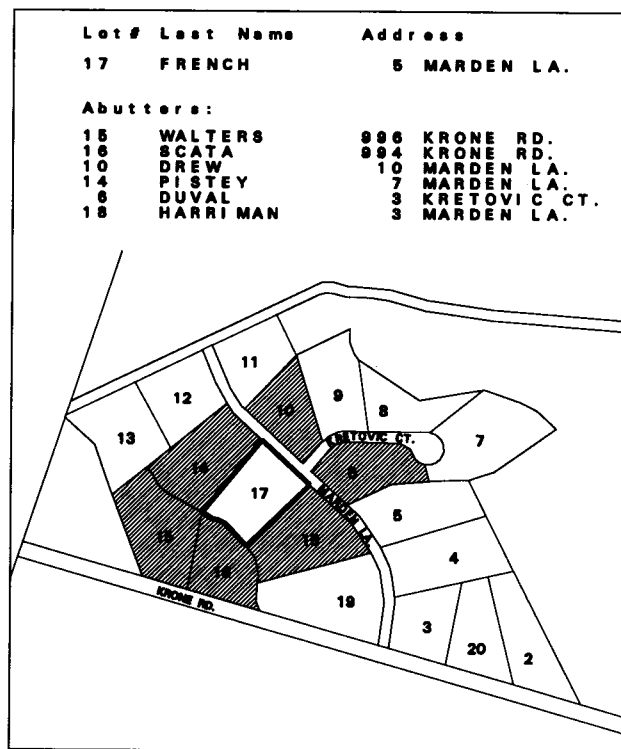 Lot# Last Name Address
17 FRENCH 5 MARDEN LA.
Abutters:
15 WALTERS 996 KRONE RD.
16 SCATA 994 KRONE RD.
10 DREW 10 MARDEN LA.
14 PISTEY 7 MARDEN LA.
6 DUVAL 3 KRETOVIC CT.
18 HARRIMAN 3 MARDEN LA.
11
12
10
9
8
13
KRETOVIC CT.
7
14
6
17
MARDEN LA.
5
15
18
16
4
KRONE RD.
19
3
20
2